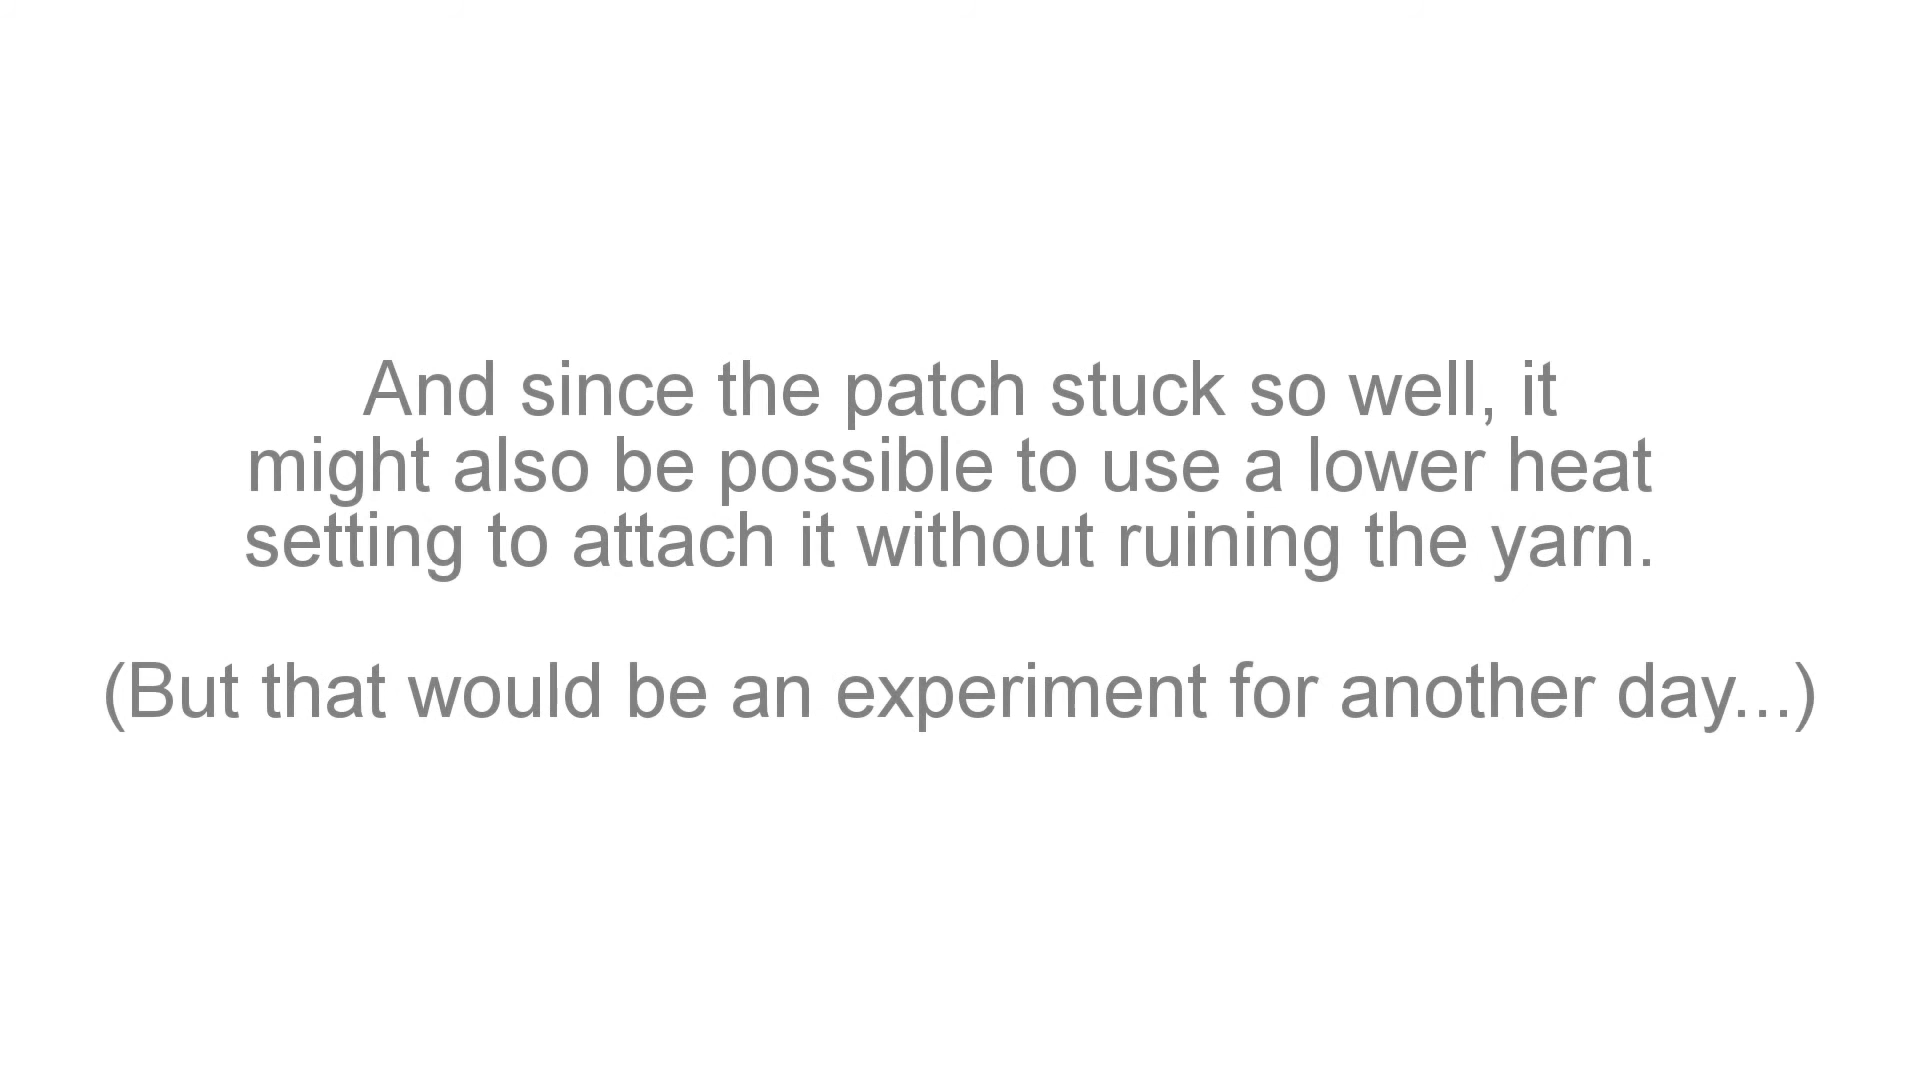 And since the patch stuck so well, it
might also be possible to use a lower heat
setting to attach it without ruining the yarn.
(But that would be an experiment for another day...)